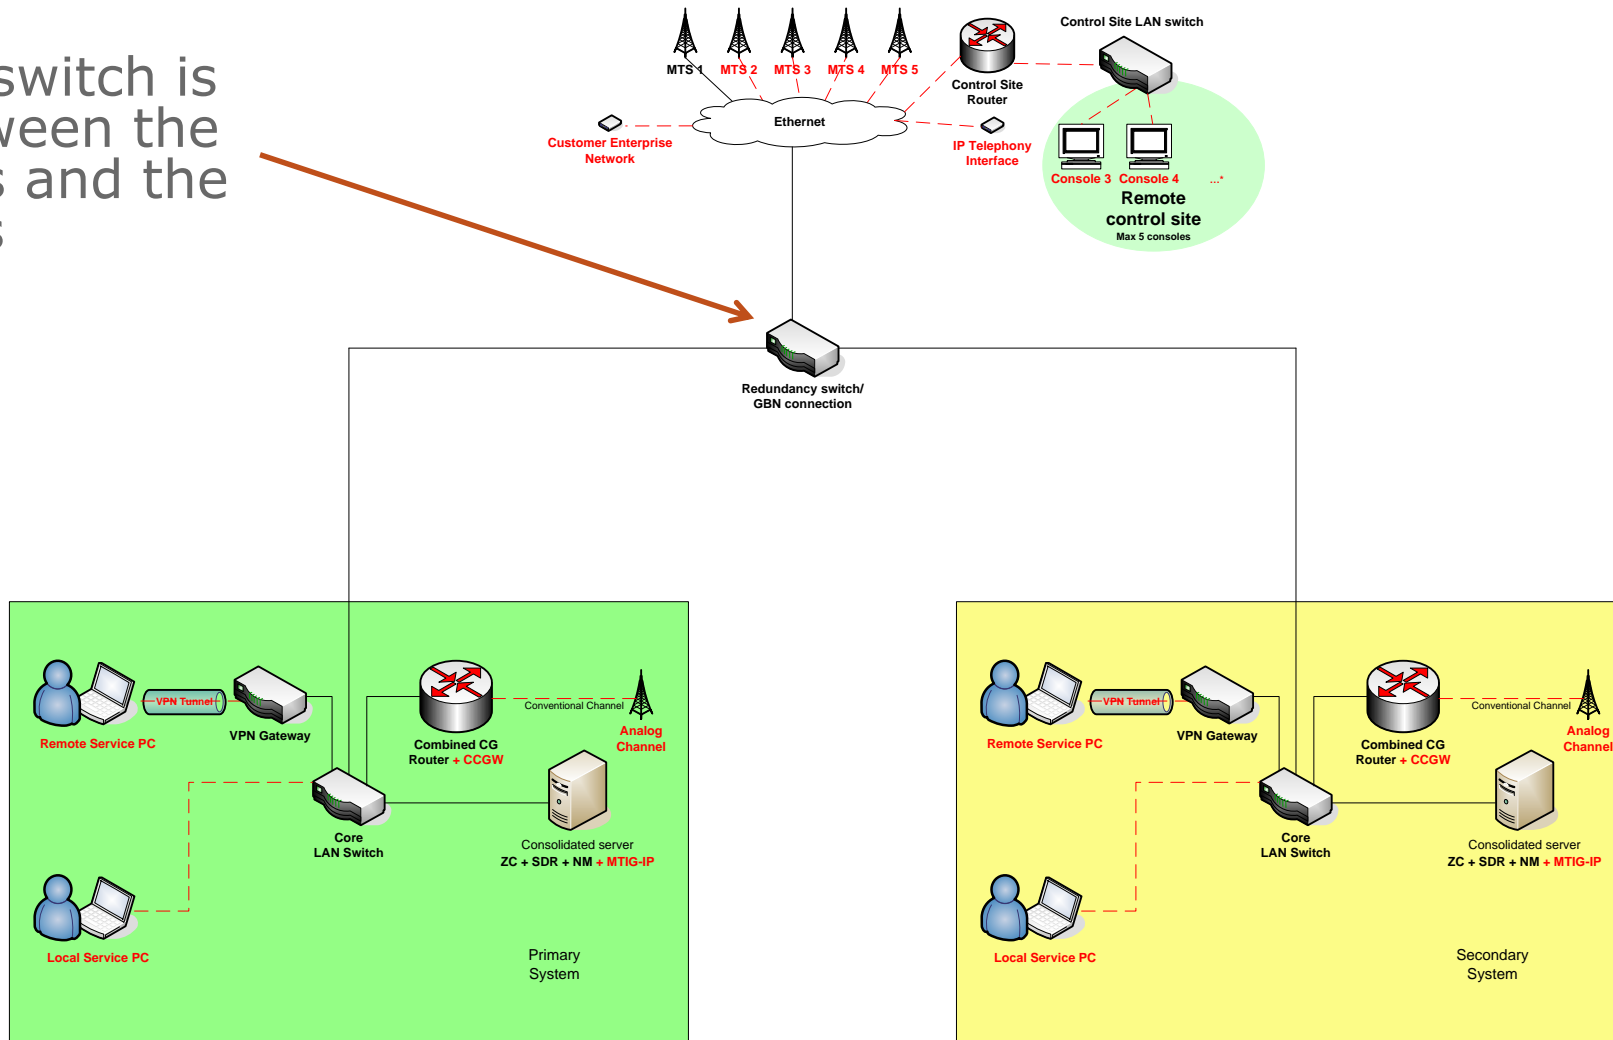 switch is
ween the
s and the
s
MTS 1
MTS 2
MTS 3
MTS 4
MTS 5
Control Site LAN switch
Control Site
Router
Ethernet
Customer Enterprise
Network
IP Telephony
Interface
Console 3
Console 4
...*
Remote
control site
Max 5 consoles
Redundancy switch/
GBN connection
VPN Tunnel
Remote Service PC
VPN Gateway
Combined CG
Router + CCGW
Conventional Channel
Analog
Channel
Core
LAN Switch
Consolidated server
ZC + SDR + NM + MTIG-IP
Local Service PC
Primary
System
VPN Tunnel
Remote Service PC
VPN Gateway
Combined CG
Router + CCGW
Conventional Channel
Analog
Channel
Core
LAN Switch
Consolidated server
ZC + SDR + NM + MTIG-IP
Local Service PC
Secondary
System